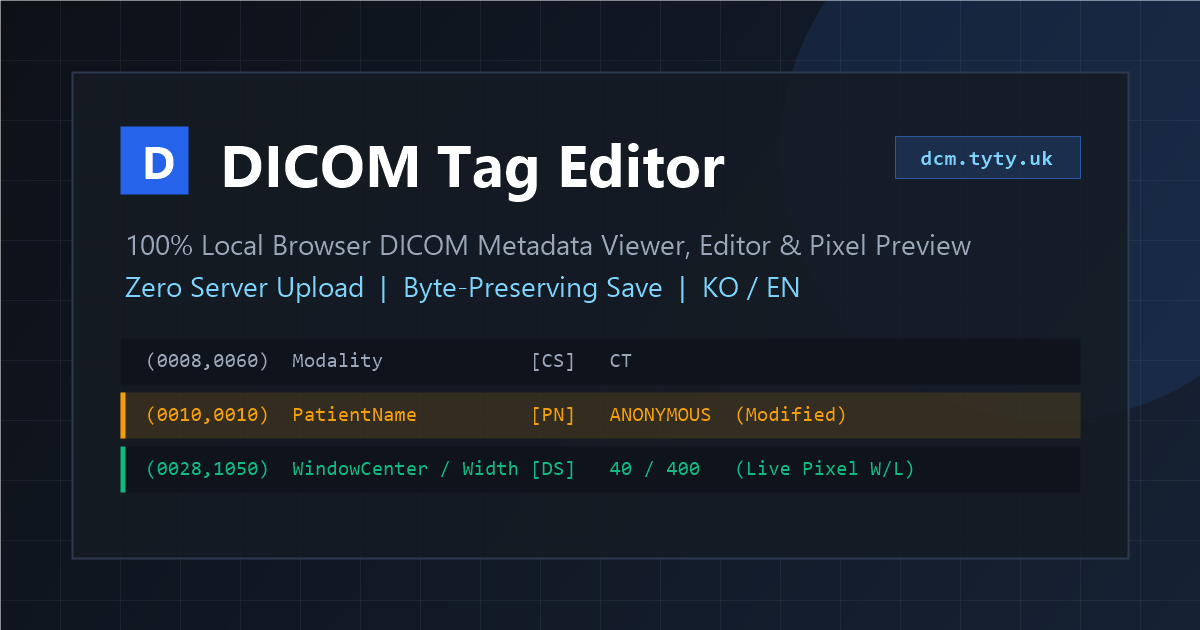 D DICOM Tag Editor dcm.tyty.uk
100% Local Browser DICOM Metadata Viewer, Editor & Pixel Preview
Zero Server Upload | Byte-Preserving Save | KO / EN
(0008,0060) Modality [CS] CT
(0010,0010) PatientName [PN] ANONYMOUS (Modified)
(0028,1050) WindowCenter / Width [DS] 40 / 400 (Live Pixel W/L)